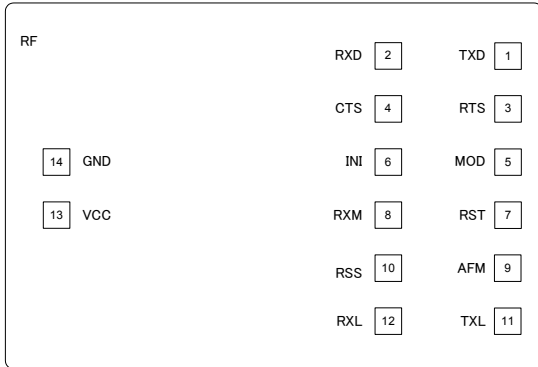 RF
RXD 2 TXD 1
CTS 4 RTS 3
14 GND INI 6 MOD 5
13 VCC RXM 8 RST 7
RSS 10 AFM 9
RXL 12 TXL 11